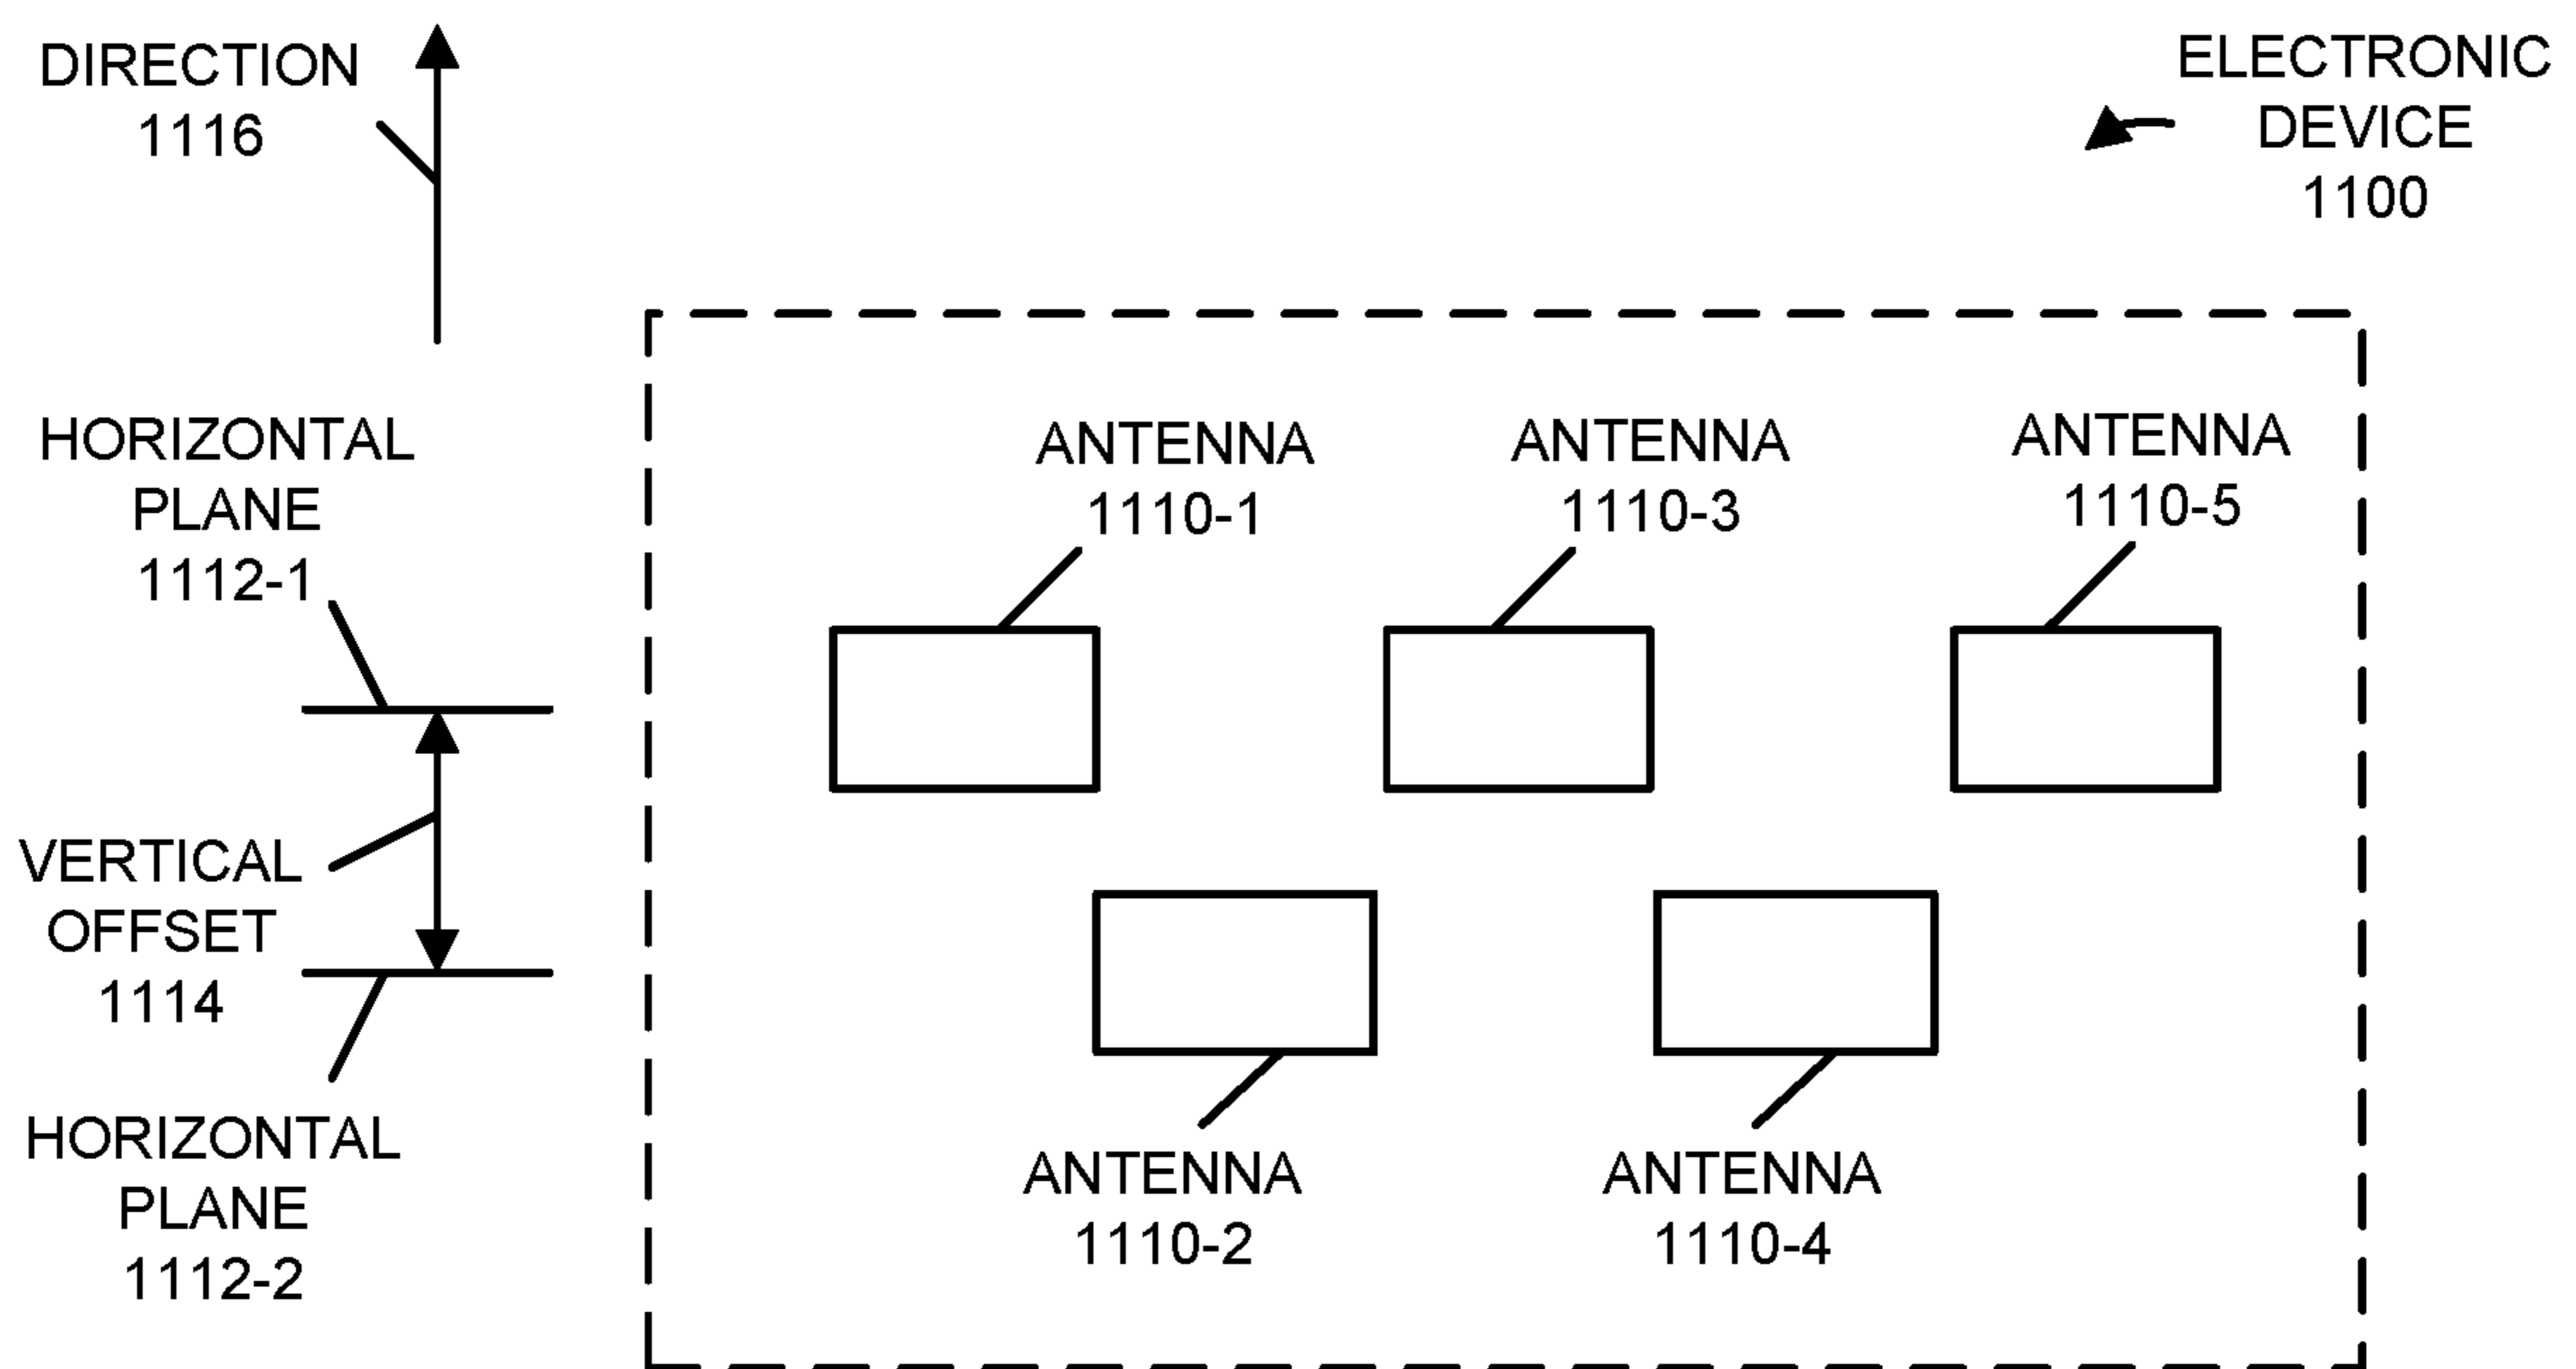 DIRECTION
1116
ELECTRONIC
DEVICE
1100
HORIZONTAL
PLANE
1112-1
ANTENNA
1110-1
ANTENNA
1110-3
ANTENNA
1110-5
VERTICAL
OFFSET
1114
HORIZONTAL
PLANE
1112-2
ANTENNA
1110-2
ANTENNA
1110-4